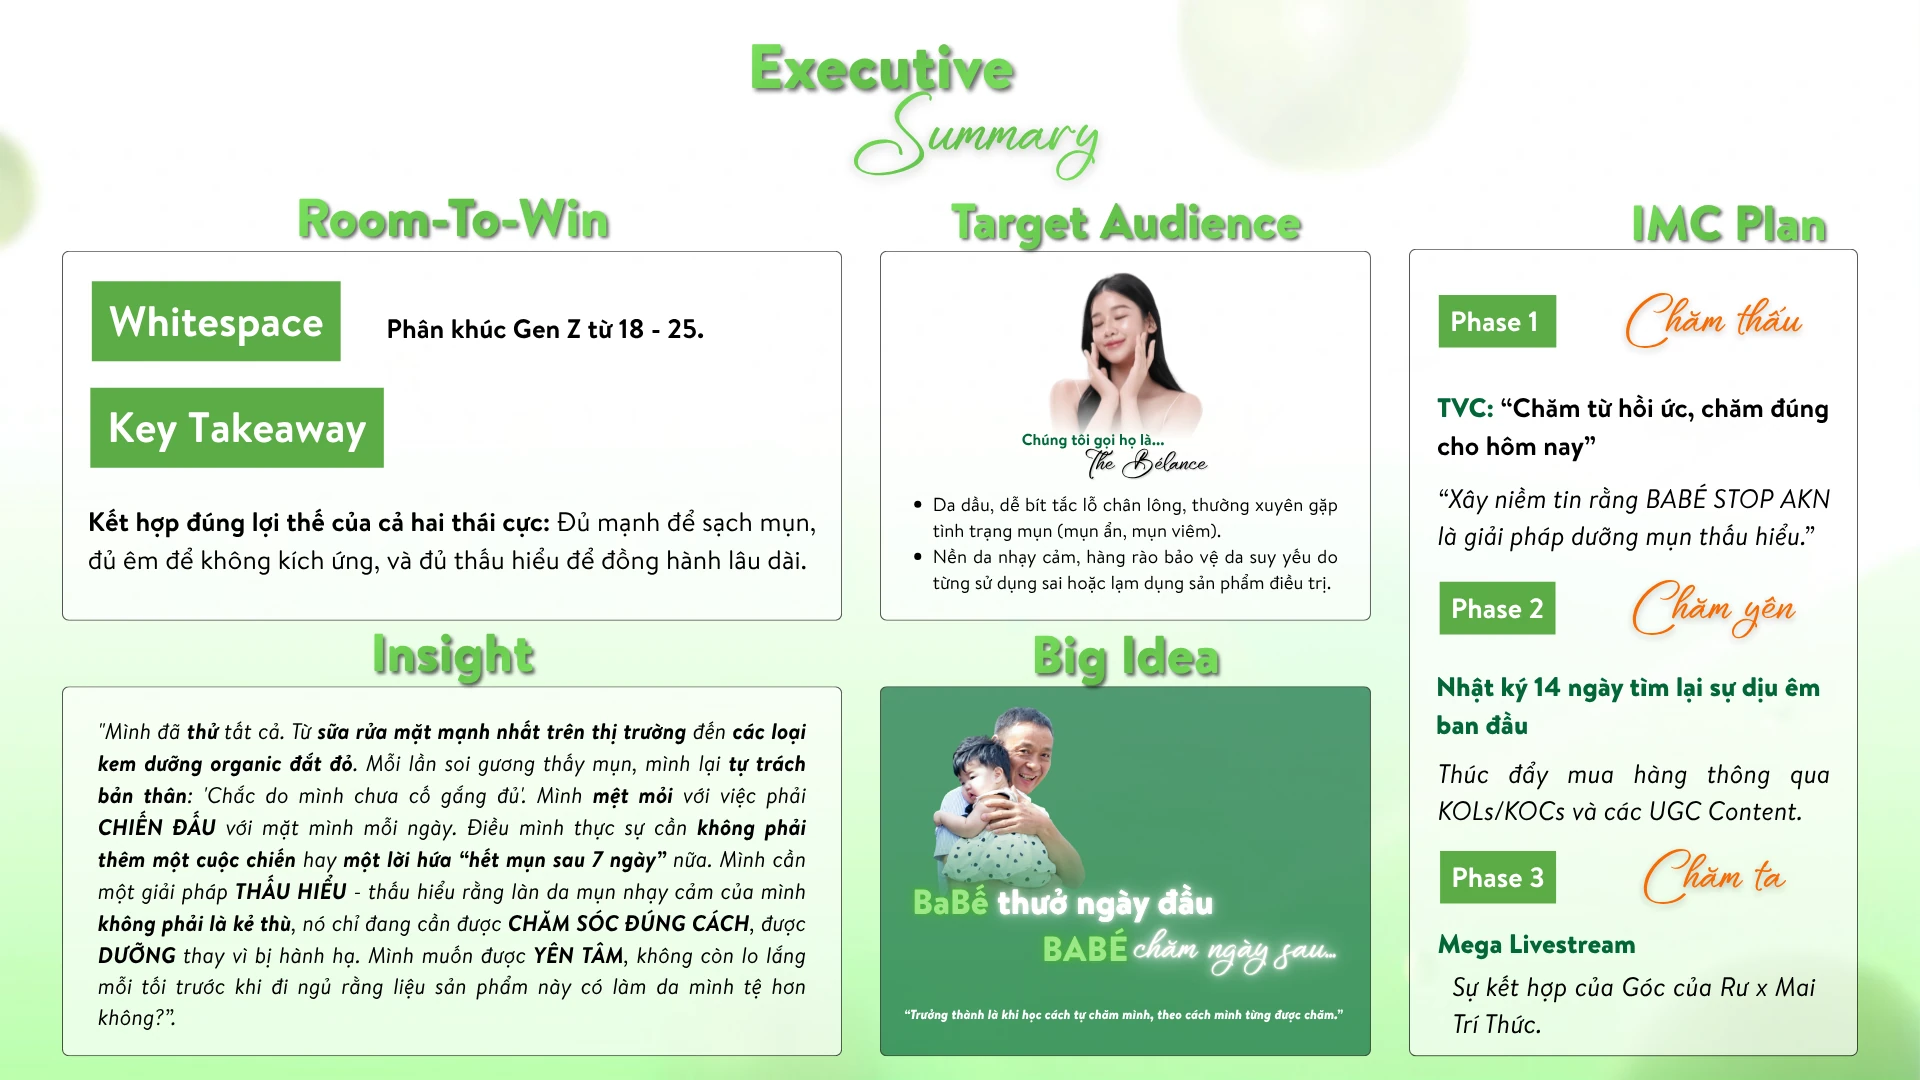 Executive
Summary
Room-To-Win
Whitespace
Phân khúc Gen Z từ 18 - 25.
Key Takeaway
Kết hợp đúng lợi thế của cả hai thái cực: Đủ mạnh để sạch mụn,
đủ êm để không kích ứng, và đủ thấu hiểu để đồng hành lâu dài.
Target Audience
Chúng tôi gọi họ là...
The Bélance
• Da dầu, dễ bít tắc lỗ chân lông, thường xuyên gặp
tình trạng mụn (mụn ẩn, mụn viêm).
• Nền da nhạy cảm, hàng rào bảo vệ da suy yếu do
từng sử dụng sai hoặc lạm dụng sản phẩm điều trị.
Insight
"Mình đã thử tất cả. Từ sữa rửa mặt mạnh nhất trên thị trường đến các loại
kem dưỡng organic đắt đỏ. Mỗi lần soi gương thấy mụn, mình lại tự trách
bản thân: 'Chắc do mình chưa cố gắng đủ'. Mình mệt mỏi với việc phải
CHIẾN ĐẤU với mặt mình mỗi ngày. Điều mình thực sự cần không phải
thêm một cuộc chiến hay một lời hứa “hết mụn sau 7 ngày” nữa. Mình cần
một giải pháp THẤU HIỂU - thấu hiểu rằng làn da mụn nhạy cảm của mình
không phải là kẻ thù, nó chỉ đang cần được CHĂM SÓC ĐÚNG CÁCH, được
DƯỠNG thay vì bị hành hạ. Mình muốn được YÊN TÂM, không còn lo lắng
mỗi tối trước khi đi ngủ rằng liệu sản phẩm này có làm da mình tệ hơn
không?”.
Big Idea
BaBế thuở ngày đầu
BABÉ chăm ngày sau...
“Trưởng thành là khi học cách tự chăm mình, theo cách mình từng được chăm.”
IMC Plan
Phase 1
Chăm thấu
TVC: “Chăm từ hồi ức, chăm đúng
cho hôm nay”
“Xây niềm tin rằng BABÉ STOP AKN
là giải pháp dưỡng mụn thấu hiểu.”
Phase 2
Chăm yên
Nhật ký 14 ngày tìm lại sự dịu êm
ban đầu
Thúc đẩy mua hàng thông qua
KOLs/KOCs và các UGC Content.
Phase 3
Chăm ta
Mega Livestream
Sự kết hợp của Góc của Rư x Mai
Trí Thức.